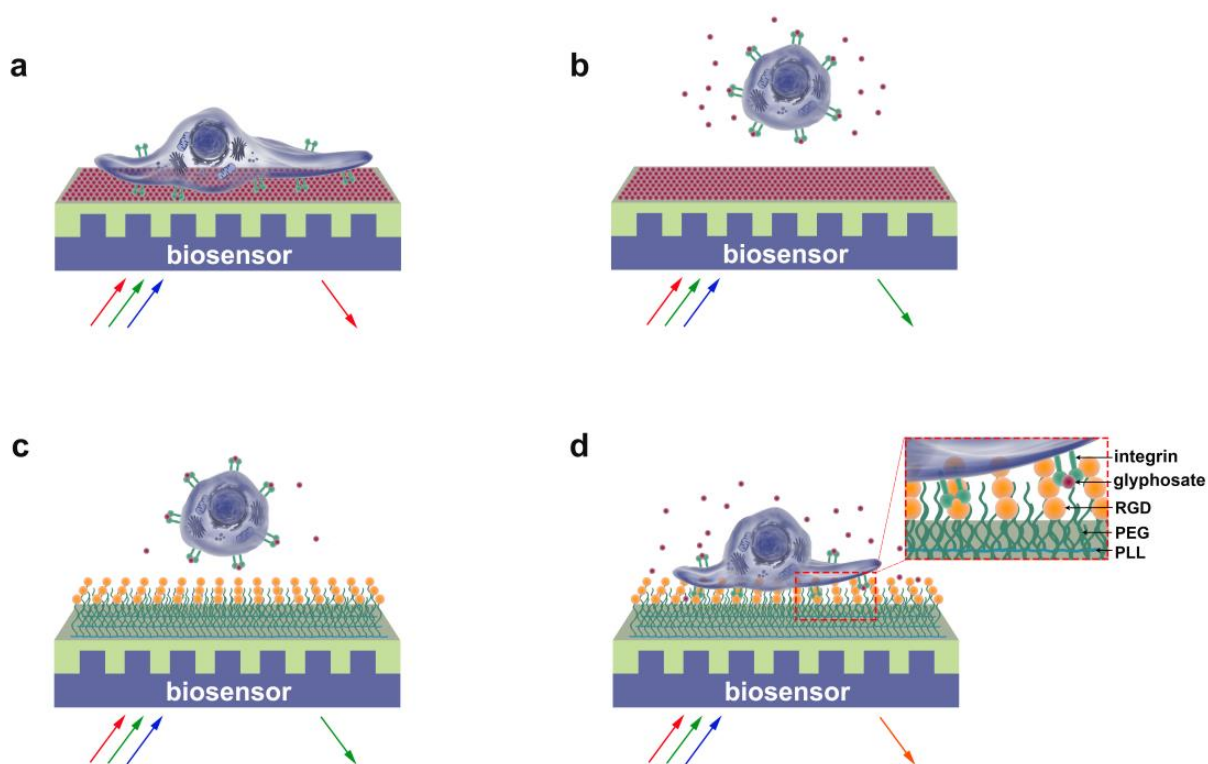 a
b
biosensor
biosensor
c
d
integrin
glyphosate
RGD
PEG
PLL
biosensor
biosensor